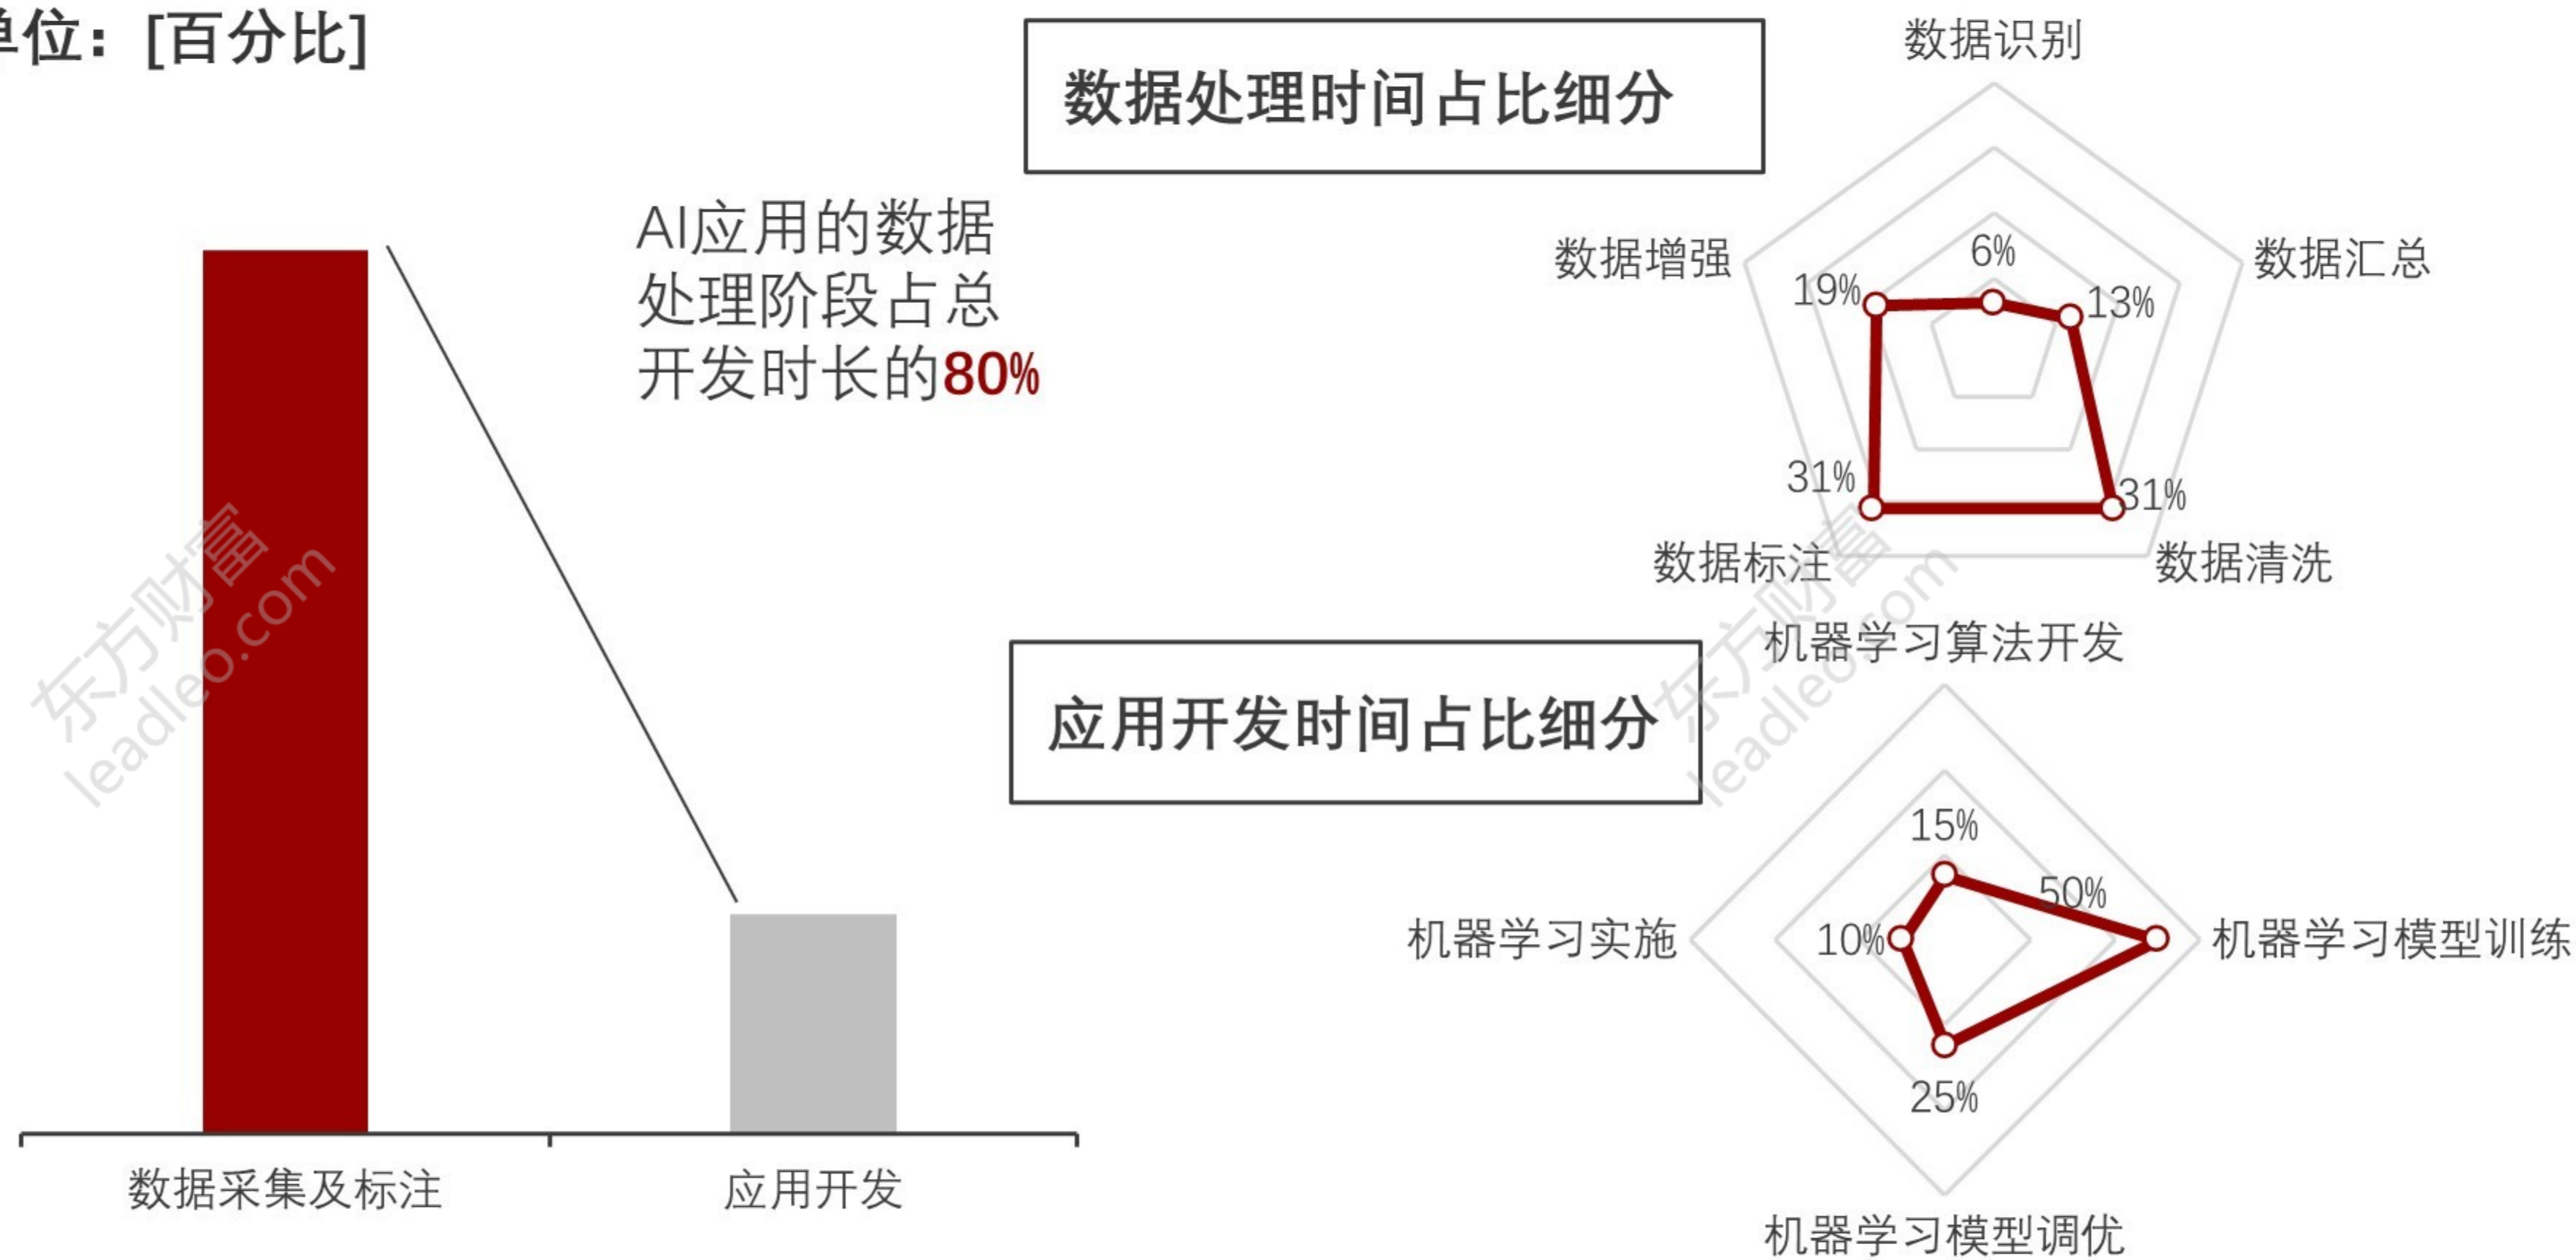 单位：[百分比]
数据处理时间占比细分
AI应用的数据
处理阶段占总
开发时长的80%
数据识别
6%
数据汇总
13%
数据增强
19%
31%
31%
数据标注
数据清洗
应用开发时间占比细分
机器学习算法开发
15%
50%
机器学习实施
10%
机器学习模型训练
25%
机器学习模型调优
数据采集及标注
应用开发
东方财富
leadleo.com
东方财富
leadleo.com